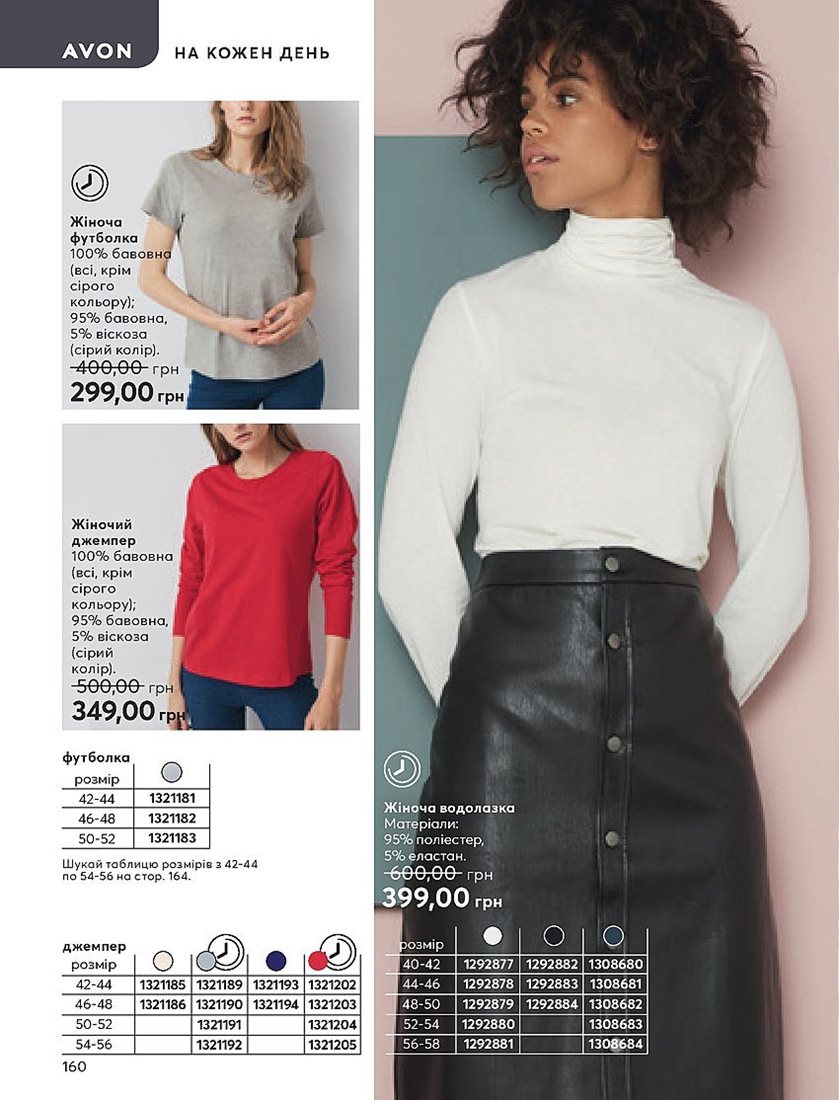 AVON
НА КОЖЕН ДЕНЬ
Жіноча
футболка
100% бавовна
(всі, крім
сірого
кольору);
95% бавовна,
5% віскоза
(сірий колір).
400,00 грн
299,00 грн
Жіночий
джемпер
100% бавовна
(всі, крім
сірого
кольору);
95% бавовна,
5% віскоза
(сірий
колір).
500,00 грн
349,00 грн
футболка
розмір
42-44 1321181
46-48 1321182
50-52 1321183
Шукай таблицю розмірів з 42-44
по 54-56 на стор. 164.
джемпер
розмір
42-44 1321185 1321189 1321193 1321202
46-48 1321186 1321190 1321194 1321203
50-52 1321191 1321204
54-56 1321192 1321205
160
Жіноча водолазка
Матеріали:
95% поліестер,
5% еластан.
600,00 грн
399,00 грн
розмір
40-42 1292877 1292882 1308680
44-46 1292878 1292883 1308681
48-50 1292879 1292884 1308682
52-54 1292880 1308683
56-58 1292881 1308684